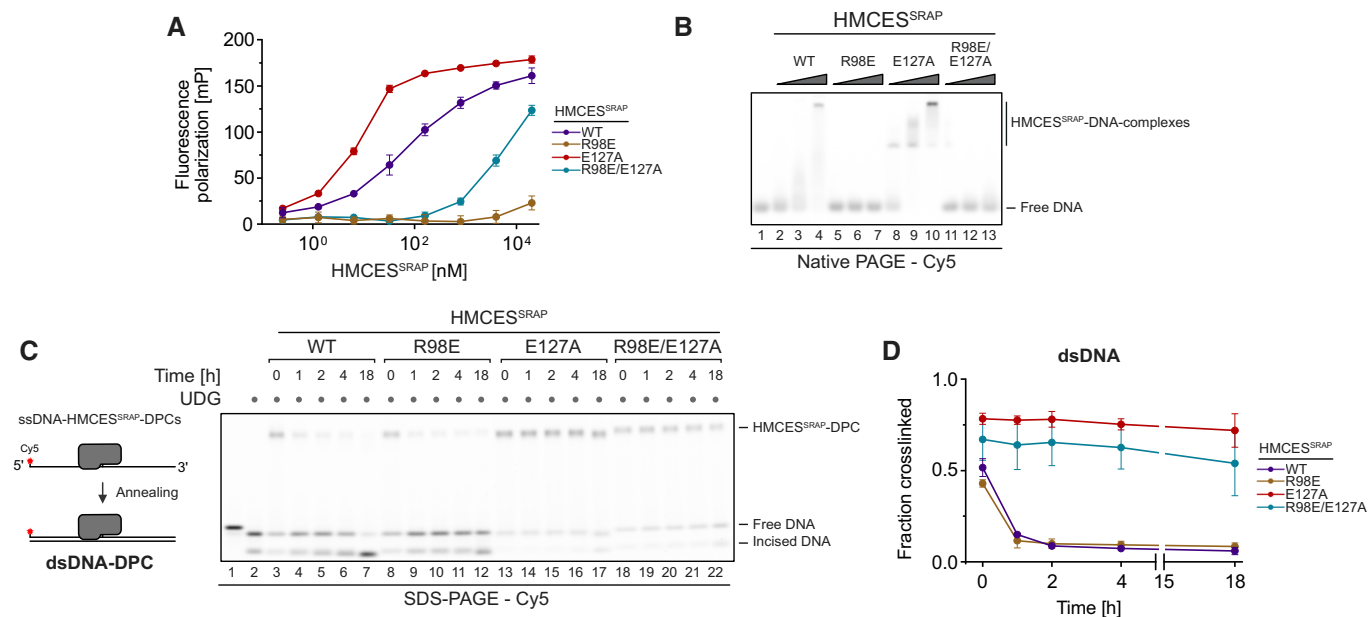 A
Fluorescence
polarization [mP]
200
150
100
50
0
10⁰
10²
10⁴
HMCES^SRAP [nM]
HMCES^SRAP
WT
R98E
E127A
R98E/E127A
B
HMCES^SRAP
WT R98E E127A R98E/
E127A
HMCES^SRAP-DNA-complexes
Free DNA
1 2 3 4 5 6 7 8 9 10 11 12 13
Native PAGE - Cy5
C
ssDNA-HMCES^SRAP-DPCs
Cy5
5' 3'
Annealing
dsDNA-DPC
HMCES^SRAP
WT R98E E127A R98E/E127A
Time [h] 0 1 2 4 18 0 1 2 4 18 0 1 2 4 18 0 1 2 4 18
UDG
HMCES^SRAP-DPC
Free DNA
Incised DNA
1 2 3 4 5 6 7 8 9 10 11 12 13 14 15 16 17 18 19 20 21 22
SDS-PAGE - Cy5
D
dsDNA
Fraction crosslinked
1.0
0.5
0.0
0 2 4 15 18
Time [h]
HMCES^SRAP
WT
R98E
E127A
R98E/E127A